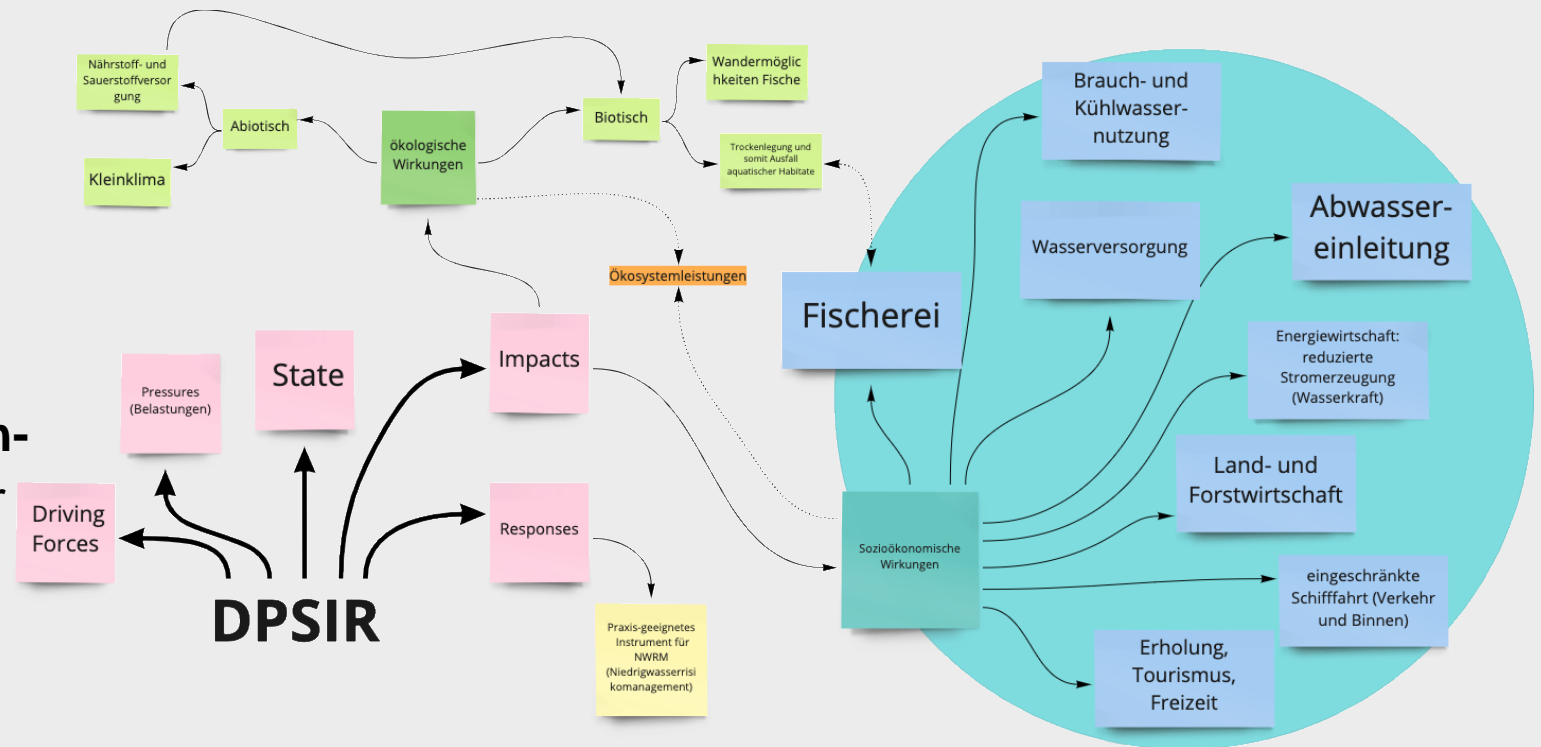 Nährstoff- und
Sauerstoffversor
gung
Abiotisch
Kleinklima
ökologische
Wirkungen
Biotisch
Wandermöglic
hkeiten Fische
Trockenlegung und
somit Ausfall
aquatischer Habitate
Ökosystemleistungen
Brauch- und
Kühlwasser-
nutzung
Wasserversorgung
Abwasser-
einleitung
Fischerei
Energiewirtschaft:
reduzierte
Stromerzeugung
(Wasserkraft)
Land- und
Forstwirtschaft
eingeschränkte
Schifffahrt (Verkehr
und Binnen)
Erholung,
Tourismus,
Freizeit
Sozioökonomische
Wirkungen
Impacts
State
Pressures
(Belastungen)
Driving
Forces
Responses
DPSIR
Praxis-geeignetes
Instrument für
NWRM
(Niedrigwasserrisi
komanagement)